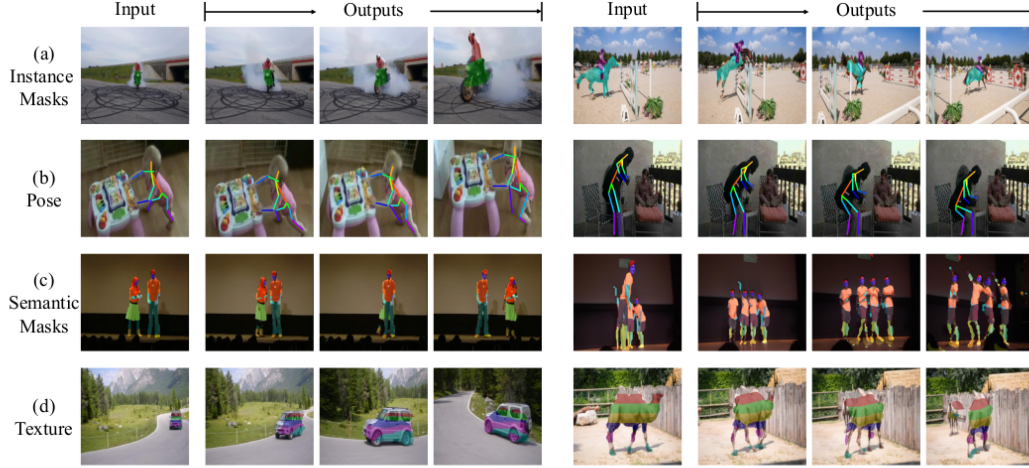 Input Outputs Input Outputs
(a)
Instance
Masks
(b)
Pose
(c)
Semantic
Masks
(d)
Texture